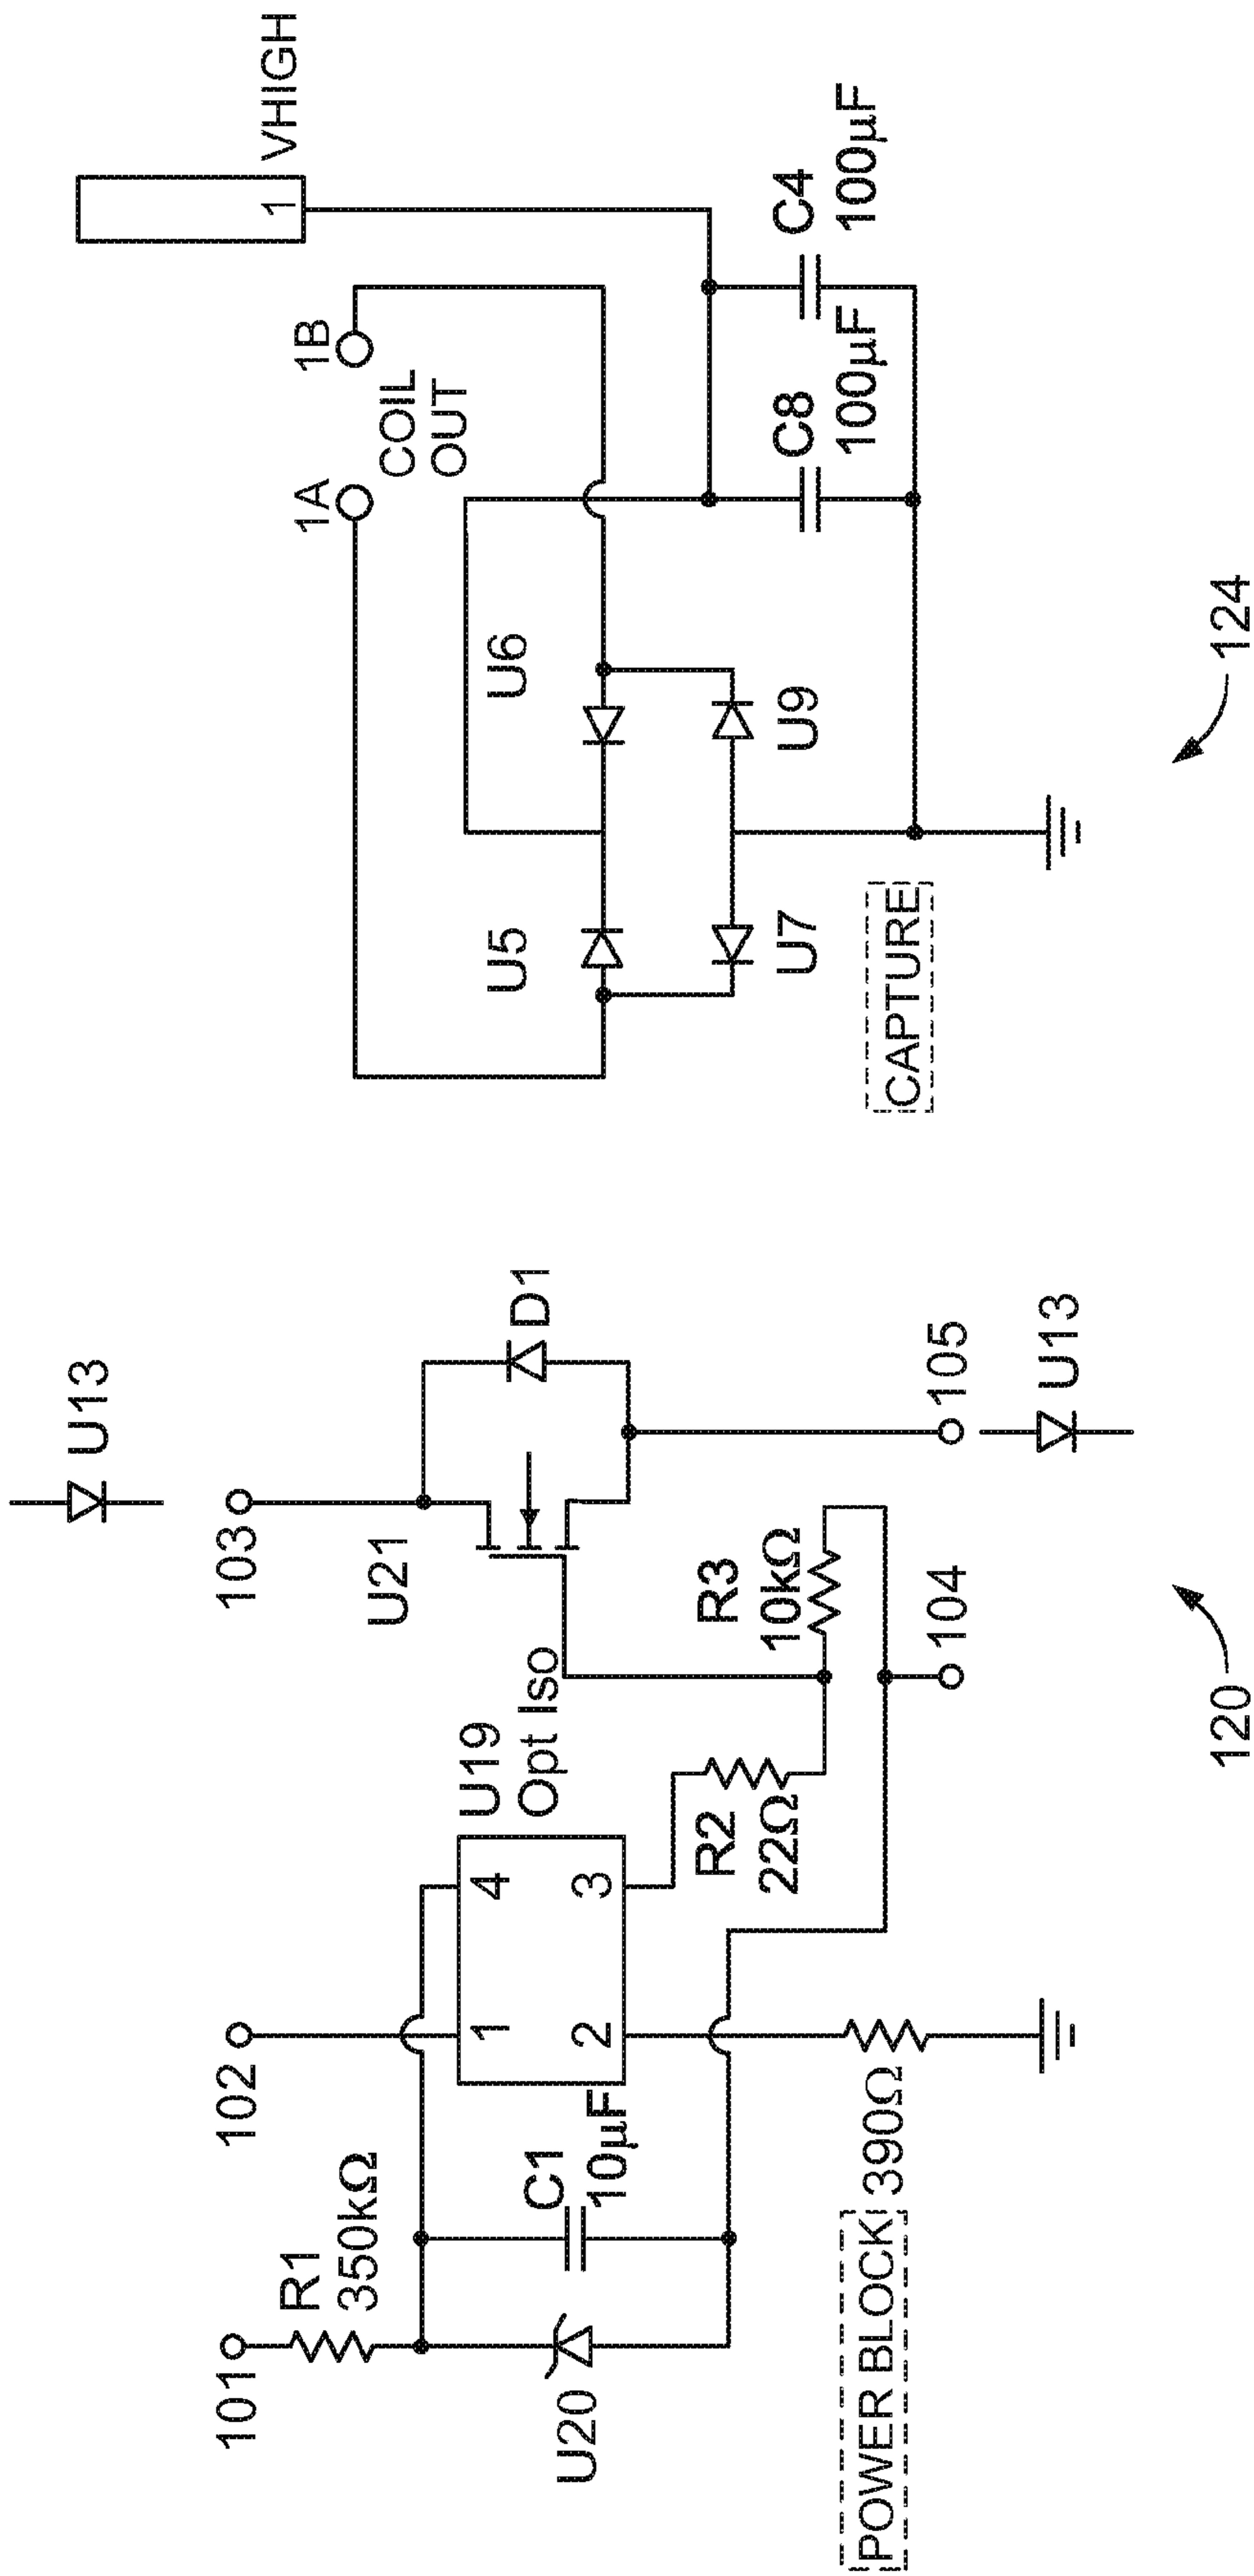 101
R1
350kΩ
102
U20
C1
10µF
1
4
2
3
U19
Opt Iso
R2
22Ω
R3
10kΩ
390Ω
POWER BLOCK
104
103
U13
U21
D1
105
U13
120
1A
1B
COIL
OUT
1
VHIGH
U5
U6
U7
U9
C8
100µF
C4
100µF
CAPTURE
124